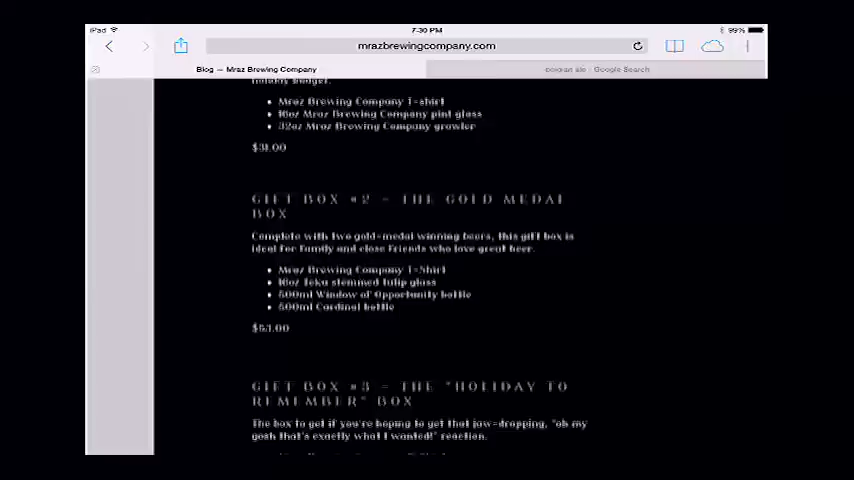 iPad 7:30 PM 99%
mrazbrewingcompany.com
Blog — Mraz Brewing Company
belgian ale - Google Search
holiday budget.
• Mraz Brewing Company T-shirt
• 16oz Mraz Brewing Company pint glass
• 32oz Mraz Brewing Company growler
$31.00
GIFT BOX #2 - THE GOLD MEDAL
BOX
Complete with two gold-medal winning beers, this gift box is
ideal for family and close friends who love great beer.
• Mraz Brewing Company T-Shirt
• 16oz Teku stemmed tulip glass
• 500ml Window of Opportunity bottle
• 500ml Cardinal bottle
GIFT BOX #3 - THE "HOLIDAY TO
REMEMBER" BOX
The box to get if you're hoping to get that jaw-dropping, "oh my
gosh that's exactly what I wanted!" reaction.